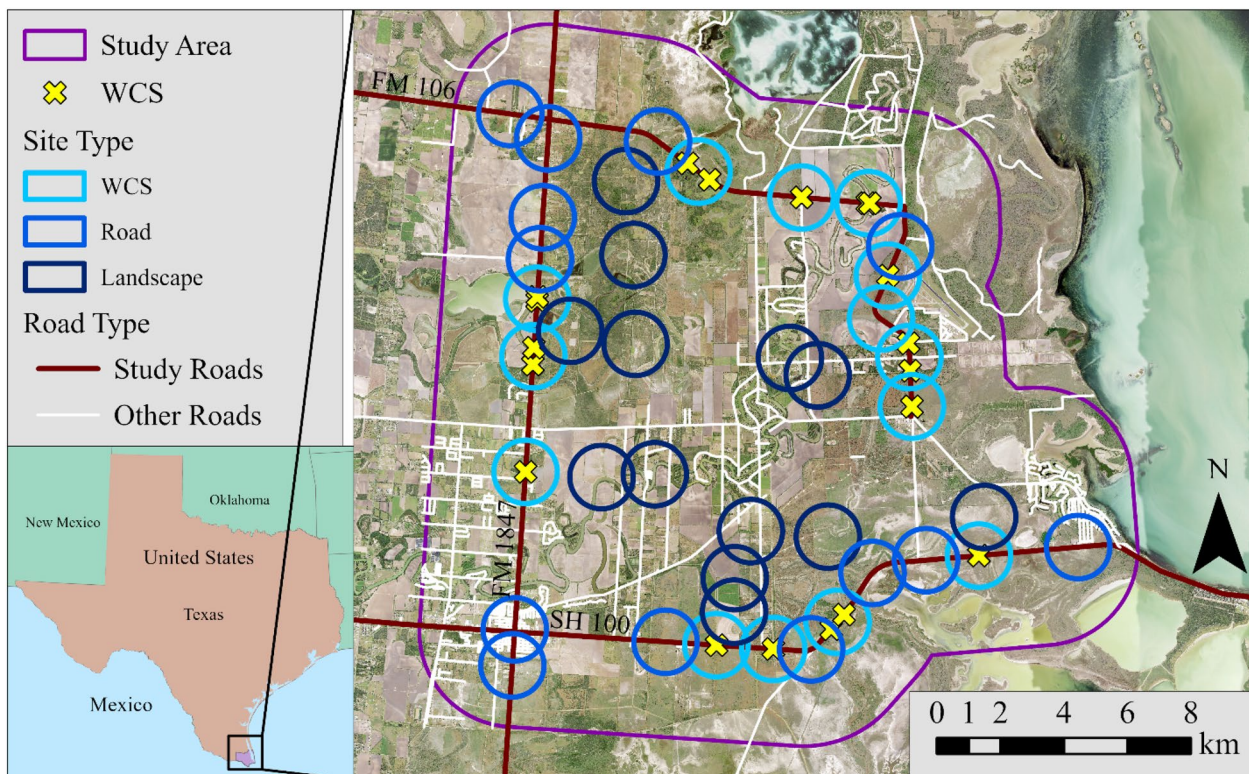 Study Area
WCS
Site Type
WCS
Road
Landscape
Road Type
Study Roads
Other Roads
New Mexico
Oklahoma
United States
Texas
Mexico
FM 106
FM 1847
SH 100
N
0 1 2 4 6 8
km